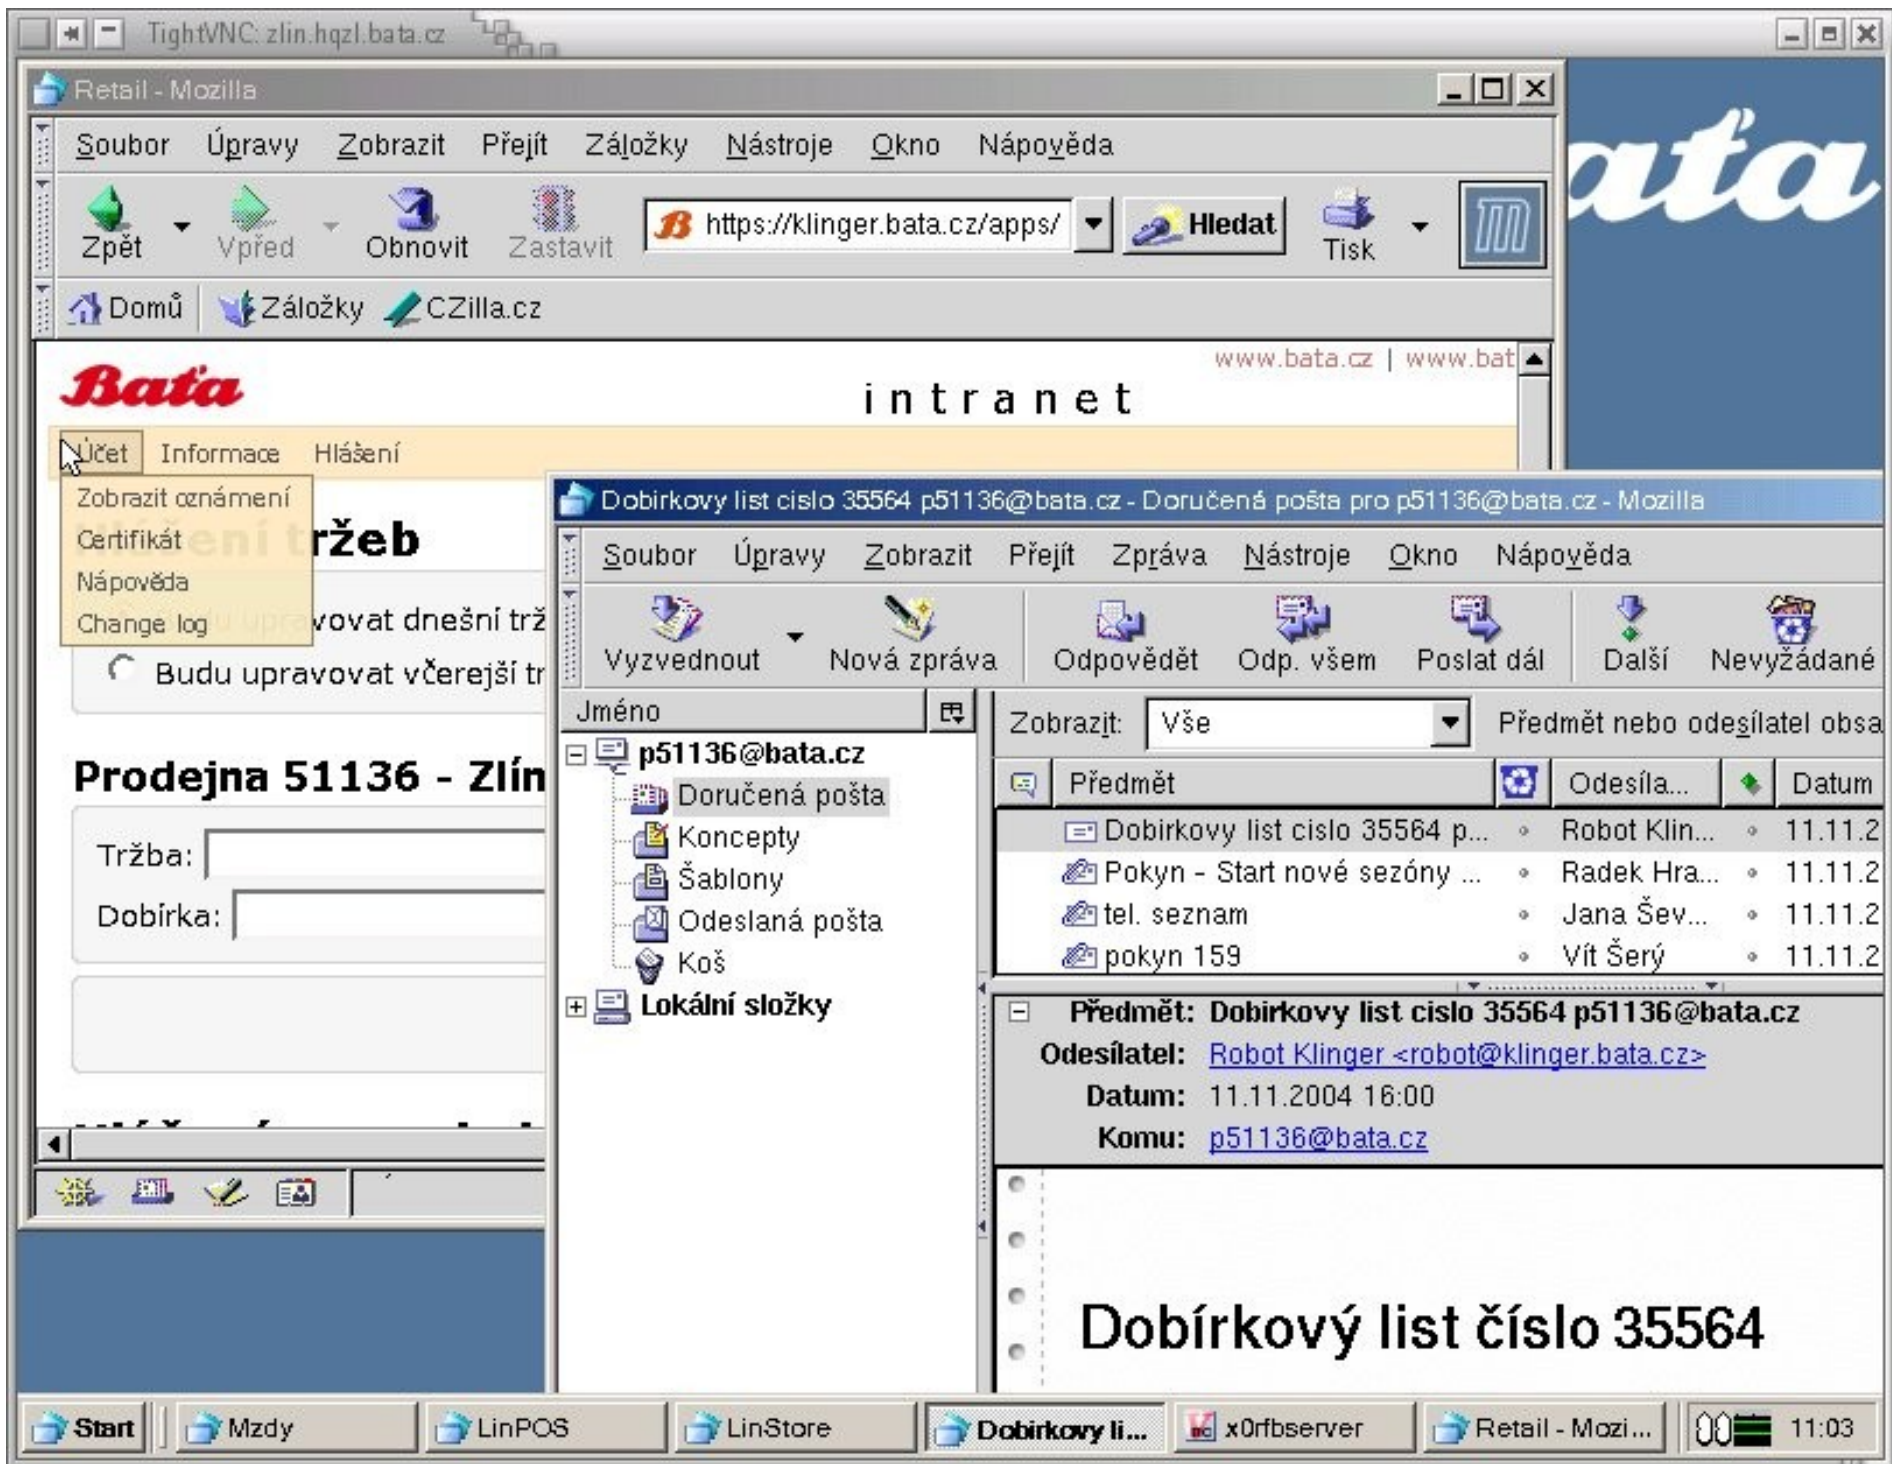 TightVNC: zlin.hqzl.bata.cz
Retail - Mozilla
Soubor Úpravy Zobrazit Přejít Záložky Nástroje Okno Nápověda
aťa
Zpět Vpřed Obnovit Zastavit https://klinger.bata.cz/apps/ Hledat Tisk
Domů Záložky CZilla.cz
www.bata.cz | www.bat
Baťa
intranet
Účet Informace Hlášení
Zobrazit oznámení
Certifikát
Nápověda
Change log
ržeb
vovat dnešní trž
Budu upravovat včerejší tr
Prodejna 51136 - Zlín
Tržba:
Dobírka:
Dobirkovy list cislo 35564 p51136@bata.cz - Doručená pošta pro p51136@bata.cz - Mozilla
Soubor Úpravy Zobrazit Přejít Zpráva Nástroje Okno Nápověda
Vyzvednout Nová zpráva Odpovědět Odp. všem Poslat dál Další Nevyžádané
Jméno
p51136@bata.cz
Doručená pošta
Koncepty
Šablony
Odeslaná pošta
Koš
Lokální složky
Zobrazit: Vše Předmět nebo odesílatel obsa
Předmět Odesíla... Datum
Dobirkovy list cislo 35564 p... Robot Klin... 11.11.2
Pokyn - Start nové sezóny ... Radek Hra... 11.11.2
tel. seznam Jana Šev... 11.11.2
pokyn 159 Vít Šerý 11.11.2
Předmět: Dobirkovy list cislo 35564 p51136@bata.cz
Odesílatel: Robot Klinger <robot@klinger.bata.cz>
Datum: 11.11.2004 16:00
Komu: p51136@bata.cz
Dobírkový list číslo 35564
Start Mzdy LinPOS LinStore Dobirkovy li... x0rfbserver Retail - Mozi... 11:03